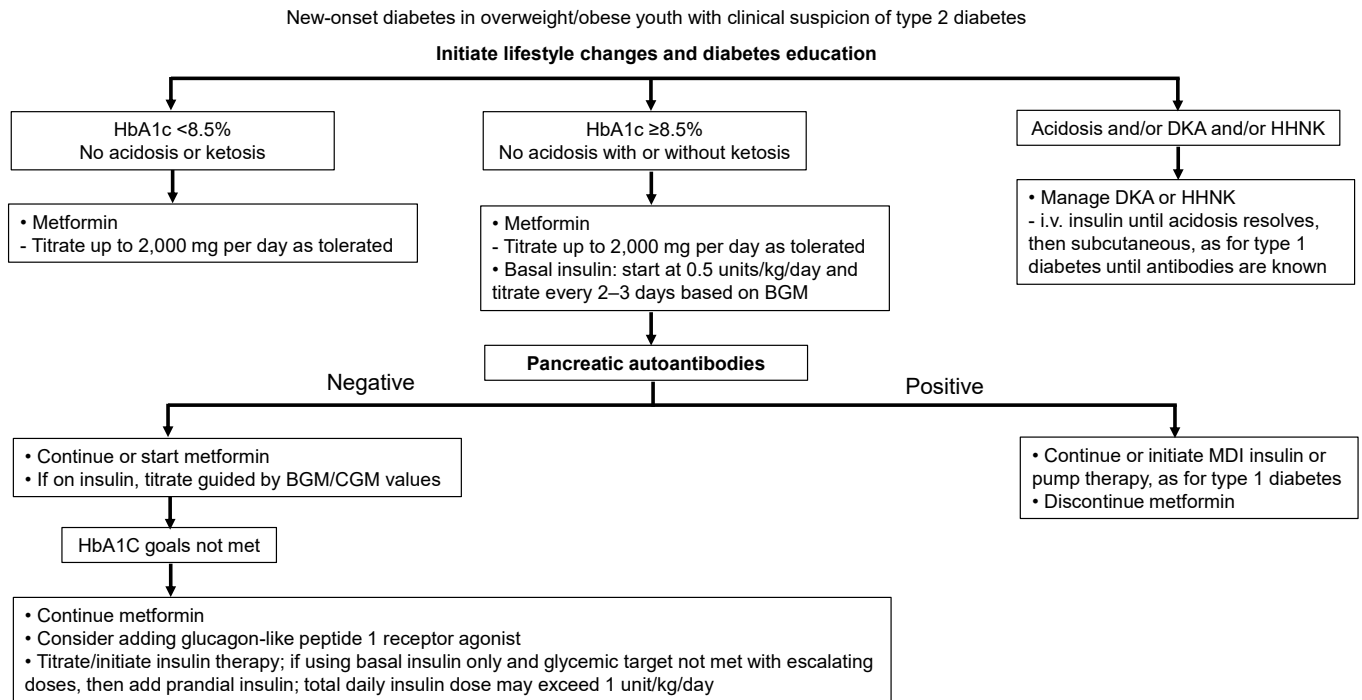 New-onset diabetes in overweight/obese youth with clinical suspicion of type 2 diabetes
Initiate lifestyle changes and diabetes education
HbA1c <8.5%
No acidosis or ketosis
HbA1c ≥8.5%
No acidosis with or without ketosis
Acidosis and/or DKA and/or HHNK
• Metformin
- Titrate up to 2,000 mg per day as tolerated
• Metformin
- Titrate up to 2,000 mg per day as tolerated
• Basal insulin: start at 0.5 units/kg/day and
titrate every 2–3 days based on BGM
• Manage DKA or HHNK
- i.v. insulin until acidosis resolves,
then subcutaneous, as for type 1
diabetes until antibodies are known
Pancreatic autoantibodies
Negative
Positive
• Continue or start metformin
• If on insulin, titrate guided by BGM/CGM values
• Continue or initiate MDI insulin or
pump therapy, as for type 1 diabetes
• Discontinue metformin
HbA1C goals not met
• Continue metformin
• Consider adding glucagon-like peptide 1 receptor agonist
• Titrate/initiate insulin therapy; if using basal insulin only and glycemic target not met with escalating
doses, then add prandial insulin; total daily insulin dose may exceed 1 unit/kg/day